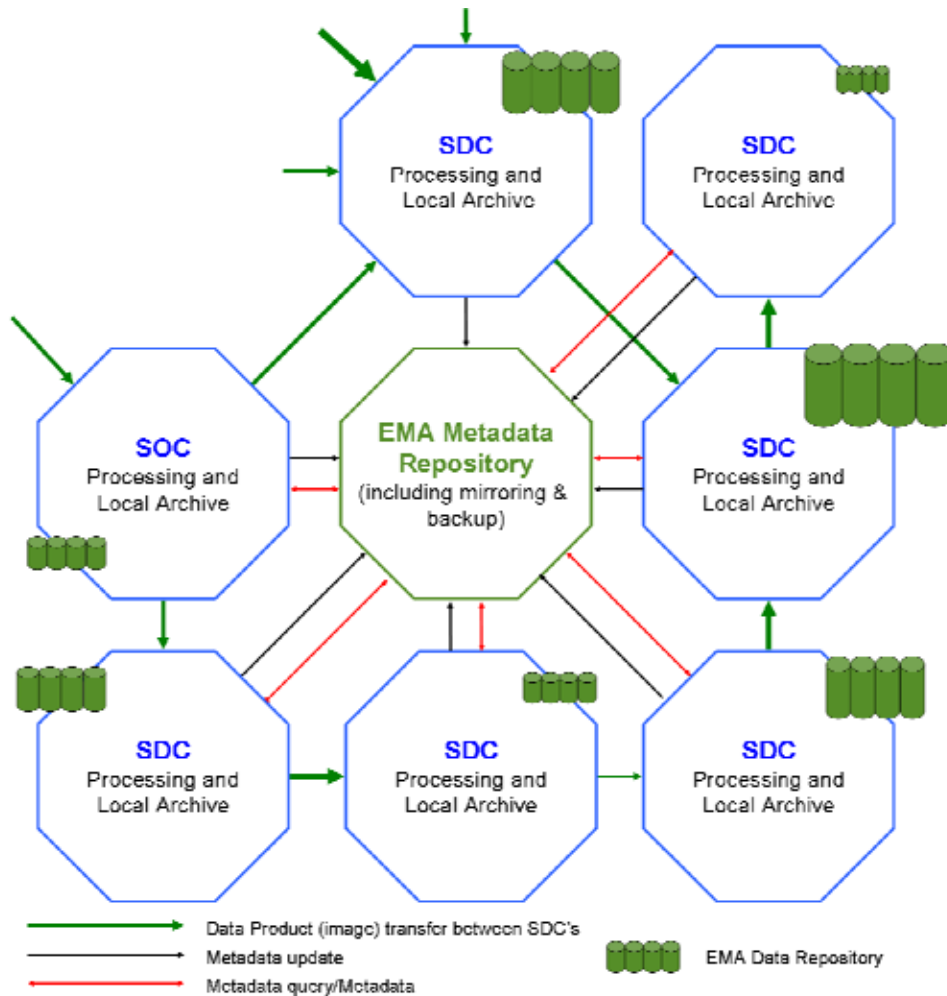 SDC
Processing and
Local Archive
SDC
Processing and
Local Archive
SOC
Processing and
Local Archive
EMA Metadata
Repository
(including mirroring &
backup)
SDC
Processing and
Local Archive
SDC
Processing and
Local Archive
SDC
Processing and
Local Archive
SDC
Processing and
Local Archive
Data Product (image) transfer between SDC's
Metadata update
Metadata query/Metadata
EMA Data Repository